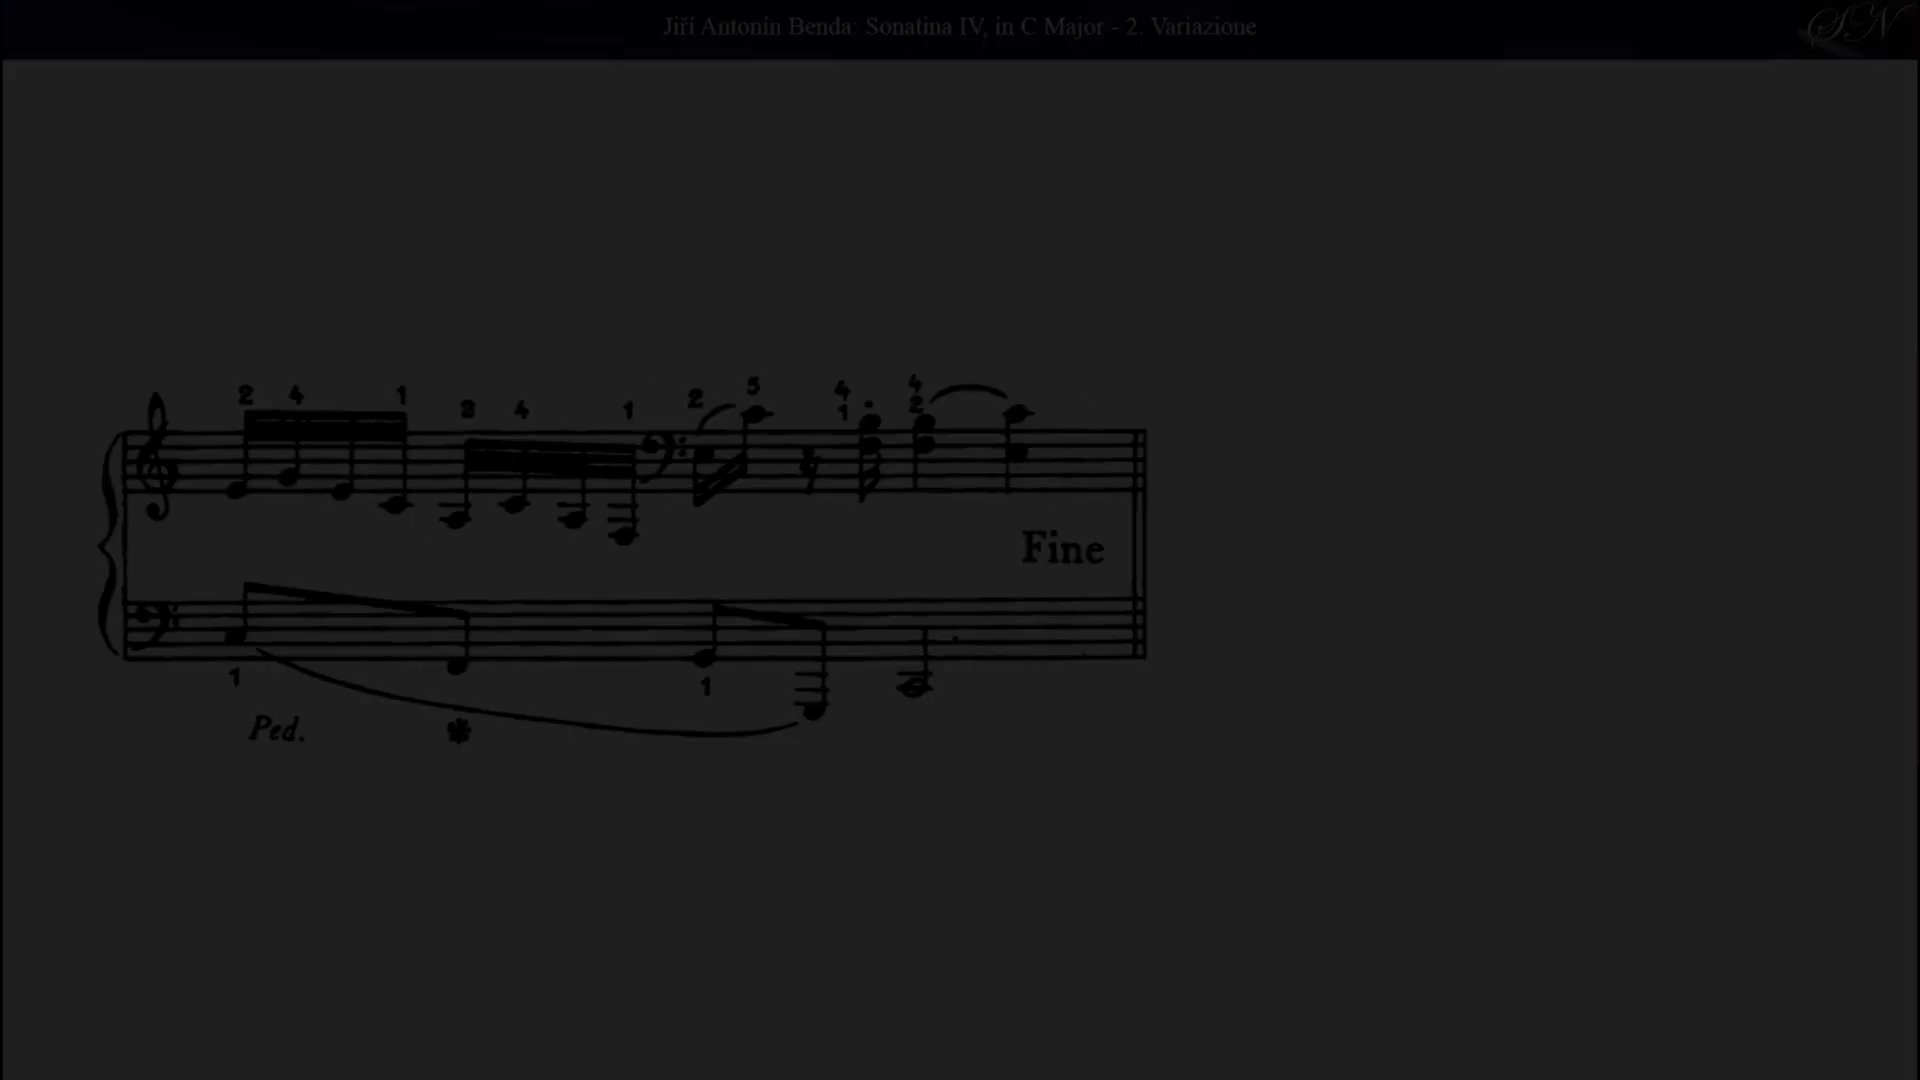 Jiří Antonín Benda: Sonatina IV, in C Major - 2. Variazione
S-N
2 4 1 2 4 1 2 5 4 1 4 2
Fine
1 1
Ped.